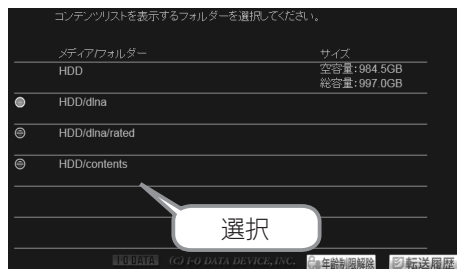 コンテンツリストを表示するフォルダーを選択してください。
メディア/フォルダー サイズ
HDD 空容量:984.5GB
総容量:997.0GB
HDD/dlna
HDD/dlna/rated
HDD/contents
選択
I-O DATA (C) I-O DATA DEVICE, INC. 年齢制限解除 転送履歴